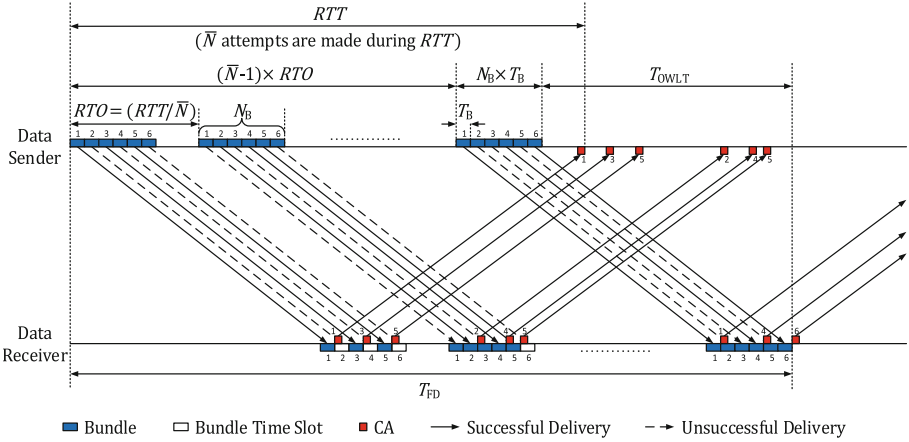 RTT
(N̅ attempts are made during RTT)
(N̅-1)× RTO
N_B×T_B
T_OWLT
RTO=(RTT/N̅)
N_B
T_B
Data Sender
1 2 3 4 5 6
1 2 3 4 5 6
1 2 3 4 5 6
1 3 5
2 4 5
Data Receiver
1 3 5
2 4 5
1 4 6
1 2 3 4 5 6
1 2 3 4 5 6
1 2 3 4 5 6
T_FD
Bundle
Bundle Time Slot
CA
Successful Delivery
Unsuccessful Delivery